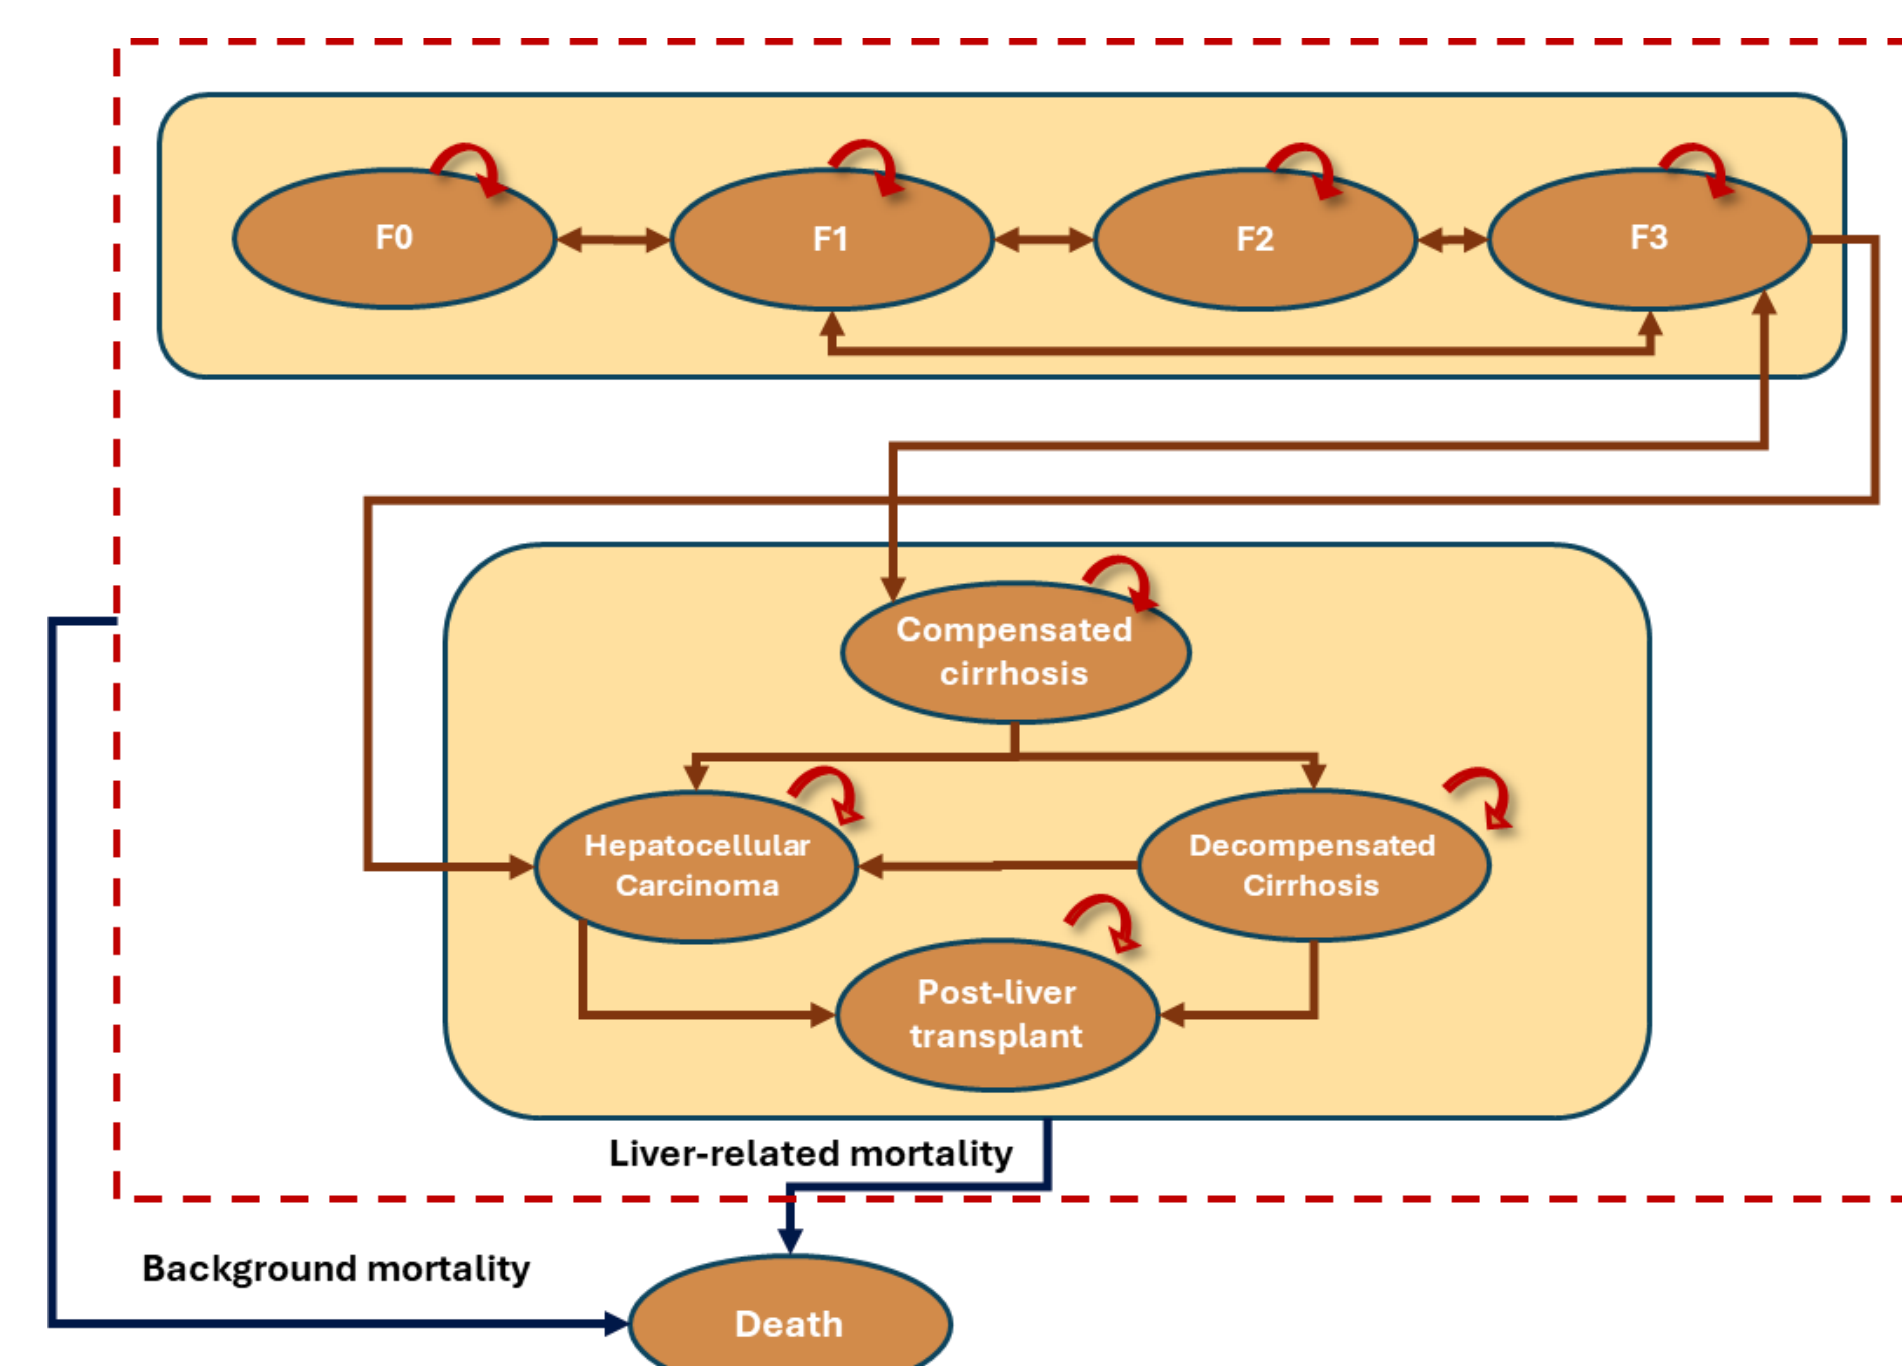 F0
F1
F2
F3
Compensated
cirrhosis
Hepatocellular
Carcinoma
Decompensated
Cirrhosis
Post-liver
transplant
Liver-related mortality
Background mortality
Death